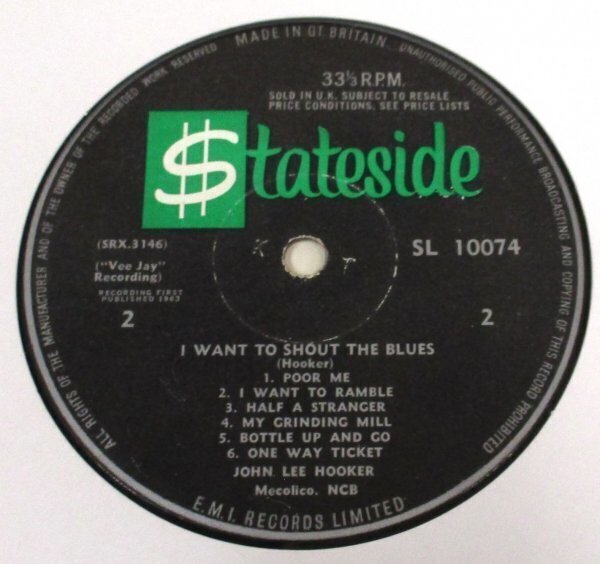 MADE IN GT. BRITAIN
UNAUTHORISED PUBLIC PERFORMANCE BROADCASTING AND COPYING OF THIS RECORD PROHIBITED
ALL RIGHTS OF THE MANUFACTURER AND OF THE OWNER OF THE RECORDED WORK RESERVED
33⅓ R.P.M.
SOLD IN U.K. SUBJECT TO RESALE
PRICE CONDITIONS, SEE PRICE LISTS
$tateside
(SRX.3146)
K T
SL 10074
("Vee Jay"
Recording)
RECORDING FIRST
PUBLISHED 1963
2
2
I WANT TO SHOUT THE BLUES
(Hooker)
1. POOR ME
2. I WANT TO RAMBLE
3. HALF A STRANGER
4. MY GRINDING MILL
5. BOTTLE UP AND GO
6. ONE WAY TICKET
JOHN LEE HOOKER
Mecolico. NCB
E.M.I. RECORDS LIMITED